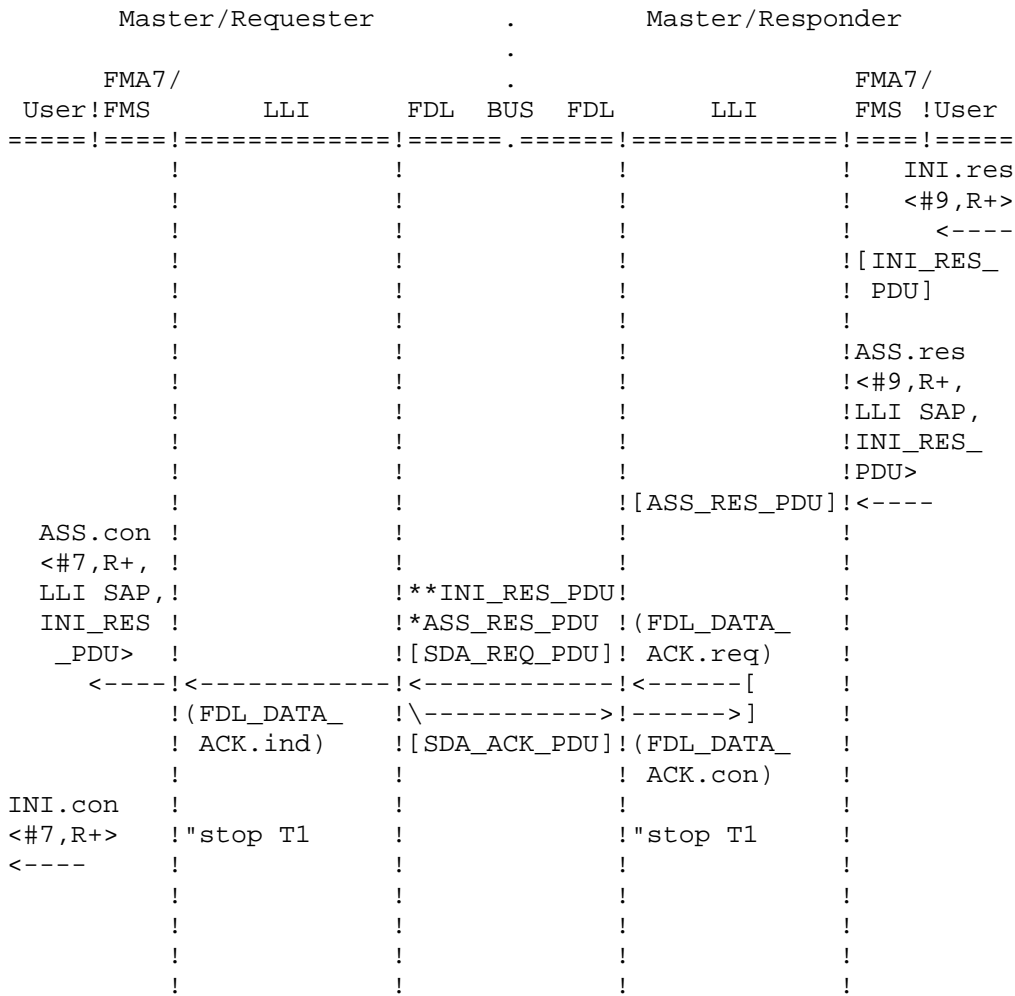 Master/Requester        .       Master/Responder
                              .
     FMA7/                    .                   FMA7/
 User!FMS       LLI      FDL  BUS  FDL      LLI      FMS !User
=====!====!=============!======.======!=============!====!=====
          !             !             !             !   INI.res
          !             !             !             !   <#9,R+>
          !             !             !             !     <----
          !             !             !             ![INI_RES_
          !             !             !             ! PDU]
          !             !             !             !
          !             !             !             !ASS.res
          !             !             !             !<#9,R+,
          !             !             !             !LLI SAP,
          !             !             !             !INI_RES_
          !             !             !             !PDU>
          !             !             ![ASS_RES_PDU]!<----
  ASS.con !             !             !             !
  <#7,R+, !             !             !             !
  LLI SAP,!             !**INI_RES_PDU!             !
  INI_RES !             !*ASS_RES_PDU !(FDL_DATA_   !
   _PDU>  !             ![SDA_REQ_PDU]! ACK.req)    !
     <----!<------------!<------------!<------[     !
          !(FDL_DATA_   !\----------->!------>]     !
          ! ACK.ind)    ![SDA_ACK_PDU]!(FDL_DATA_   !
          !             !             ! ACK.con)    !
INI.con   !             !             !             !
<#7,R+>   !"stop T1     !             !"stop T1     !
<----     !             !             !             !
          !             !             !             !
          !             !             !             !
          !             !             !             !
          !             !             !             !